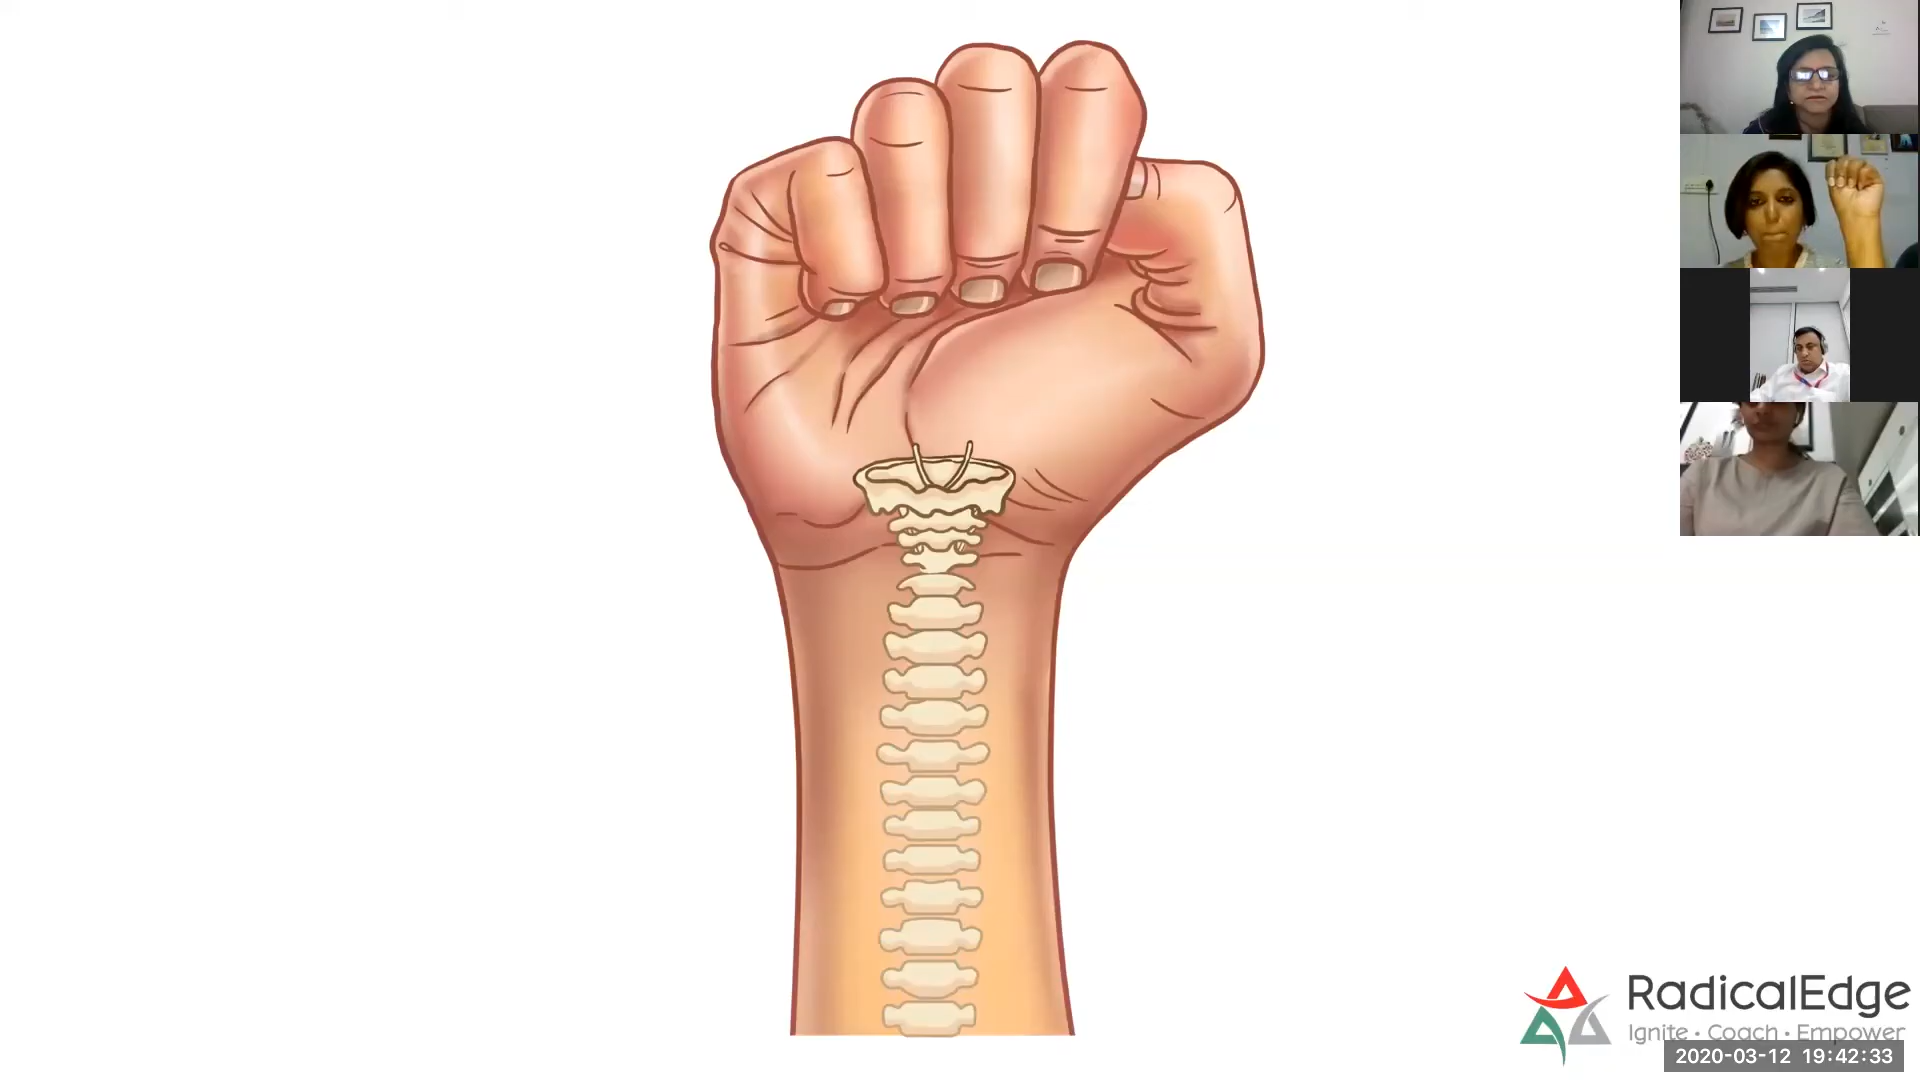 RadicalEdge
Ignite • Coach • Empower
2020-03-12 19:42:33